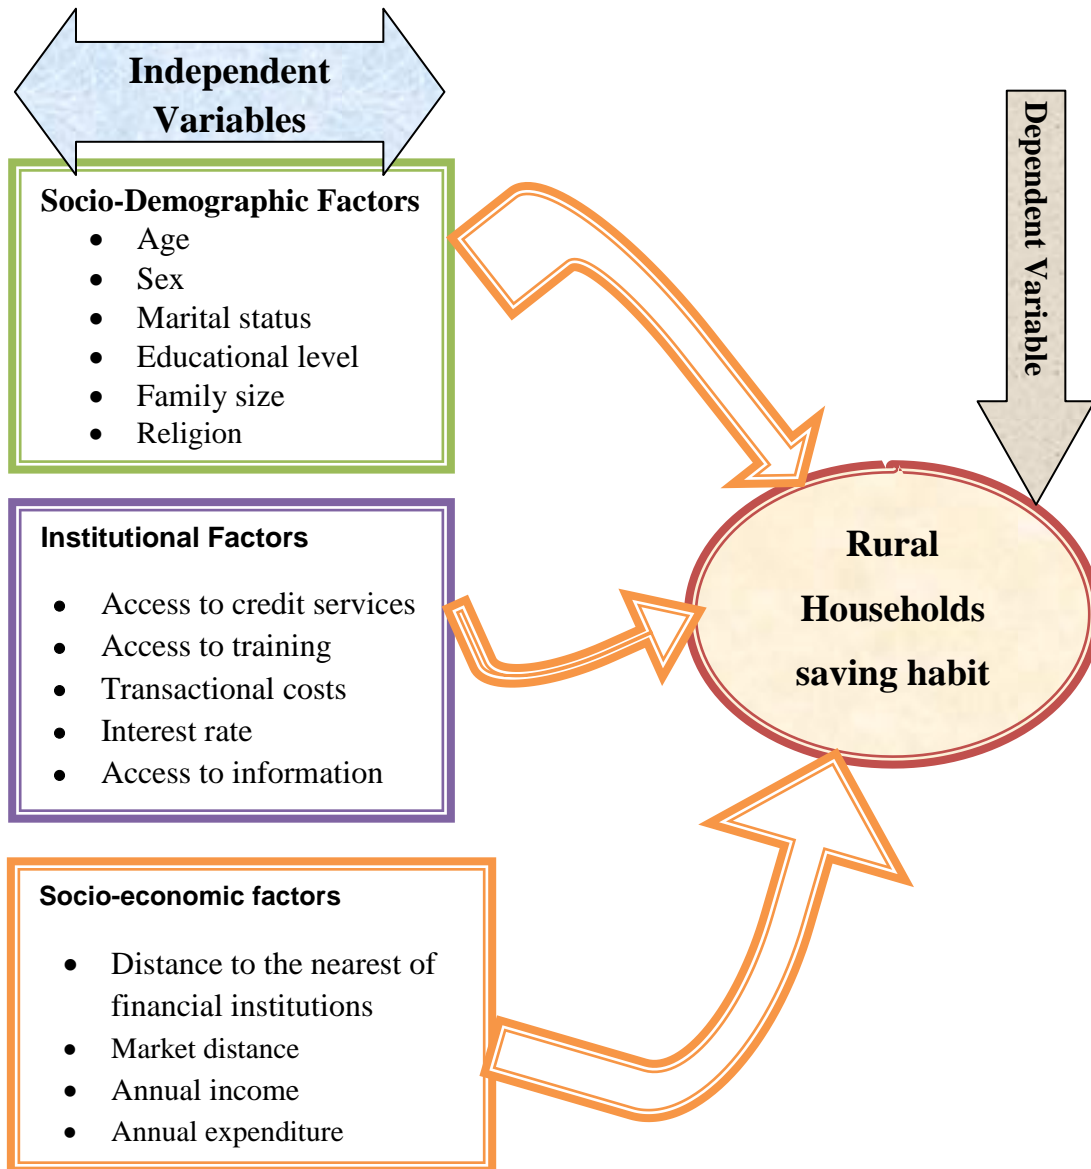 Independent
Variables
Dependent Variable
Socio-Demographic Factors
• Age
• Sex
• Marital status
• Educational level
• Family size
• Religion
Institutional Factors
• Access to credit services
• Access to training
• Transactional costs
• Interest rate
• Access to information
Rural
Households
saving habit
Socio-economic factors
• Distance to the nearest of
financial institutions
• Market distance
• Annual income
• Annual expenditure